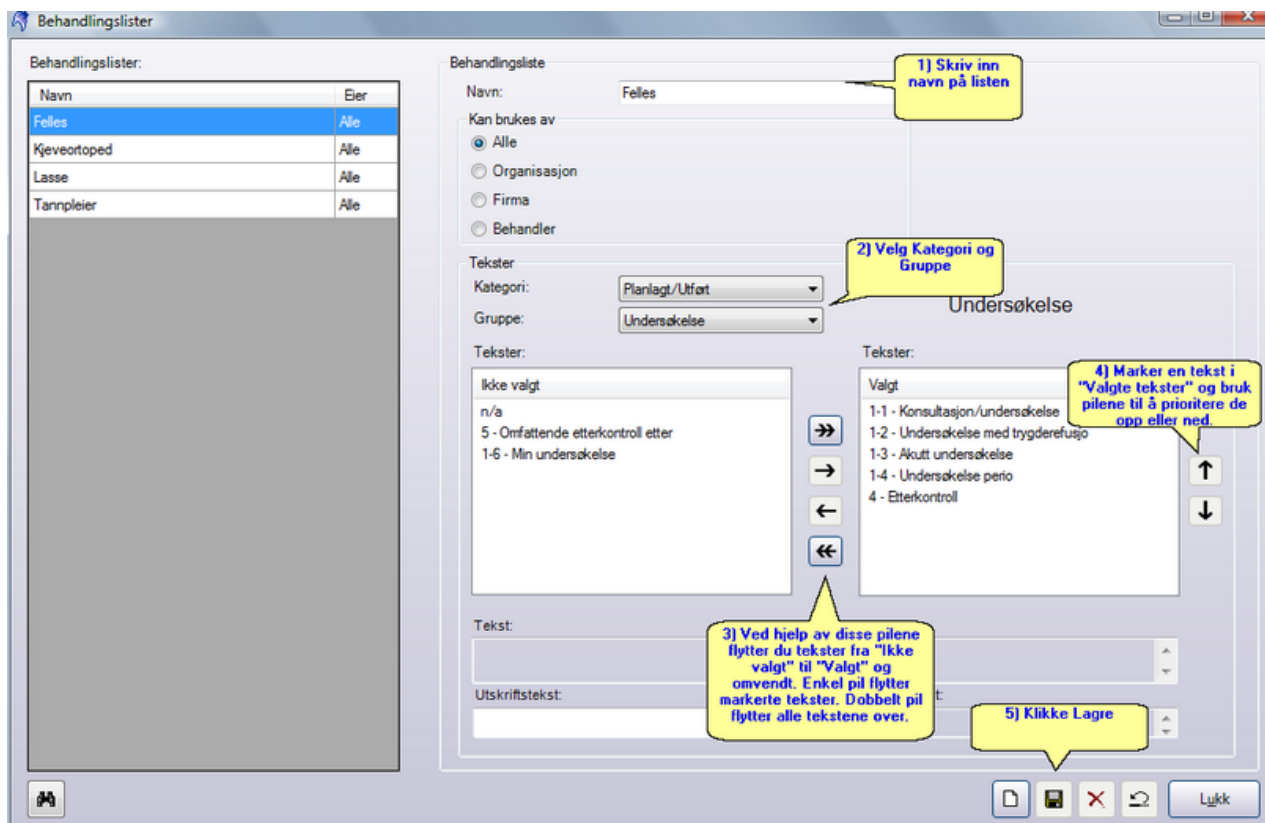 Behandlingslister
Behandlingslister:
Navn Eier
Felles Alle
Kjeveortoped Alle
Lasse Alle
Tannpleier Alle
Behandlingsliste
Navn: Felles
1) Skriv inn
navn på listen
Kan brukes av
Alle
Organisasjon
Firma
Behandler
2) Velg Kategori og
Gruppe
Tekster
Kategori: Planlagt/Utført
Gruppe: Undersøkelse
Undersøkelse
Tekster:
Ikke valgt
n/a
5 - Omfattende etterkontroll etter
1-6 - Min undersøkelse
Tekster:
Valgt
1-1 - Konsultasjon/undersøkelse
1-2 - Undersøkelse med trygderefusjo
1-3 - Akutt undersøkelse
1-4 - Undersøkelse perio
4 - Etterkontroll
4) Marker en tekst i
"Valgte tekster" og bruk
pilene til å prioritere de
opp eller ned.
3) Ved hjelp av disse pilene
flytter du tekster fra "Ikke
valgt" til "Valgt" og
omvendt. Enkel pil flytter
markerte tekster. Dobbelt pil
flytter alle tekstene over.
Tekst:
Utskriftstekst:
5) Klikke Lagre
Lukk